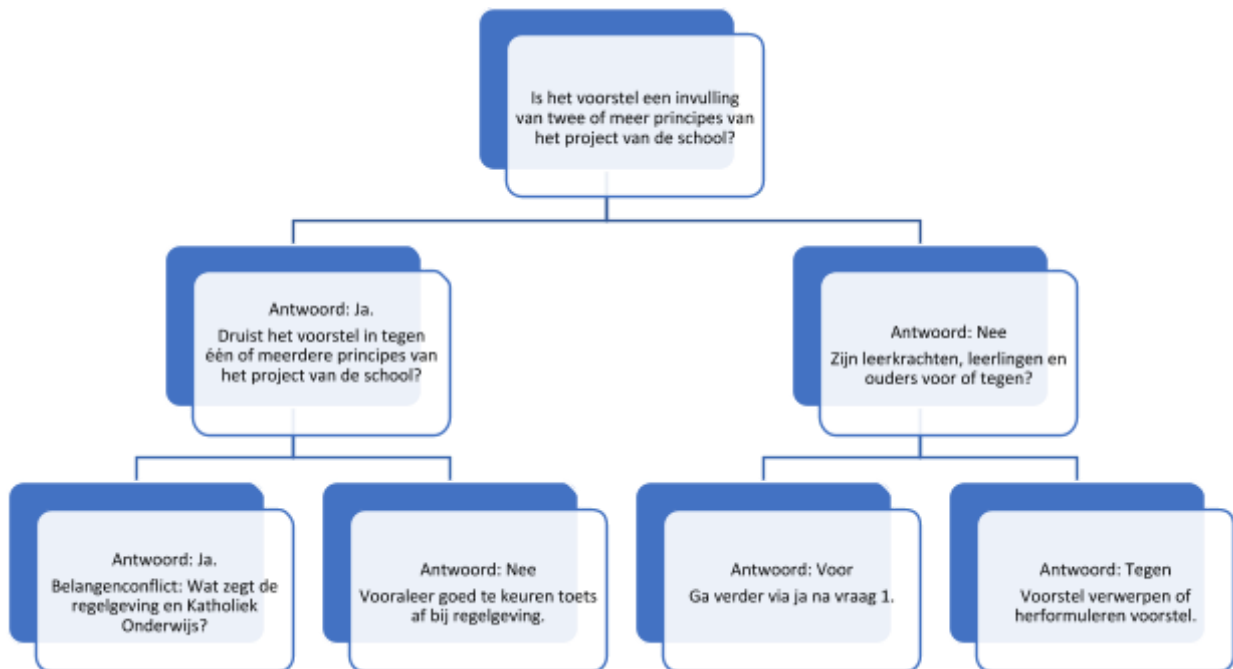 Is het voorstel een invulling
van twee of meer principes van
het project van de school?
Antwoord: Ja.
Druist het voorstel in tegen
één of meerdere principes van
het project van de school?
Antwoord: Nee
Zijn leerkrachten, leerlingen en
ouders voor of tegen?
Antwoord: Ja.
Belangenconflict: Wat zegt de
regelgeving en Katholiek
Onderwijs?
Antwoord: Nee
Vooraleer goed te keuren toets
af bij regelgeving.
Antwoord: Voor
Ga verder via ja na vraag 1.
Antwoord: Tegen
Voorstel verwerpen of
herformuleren voorstel.